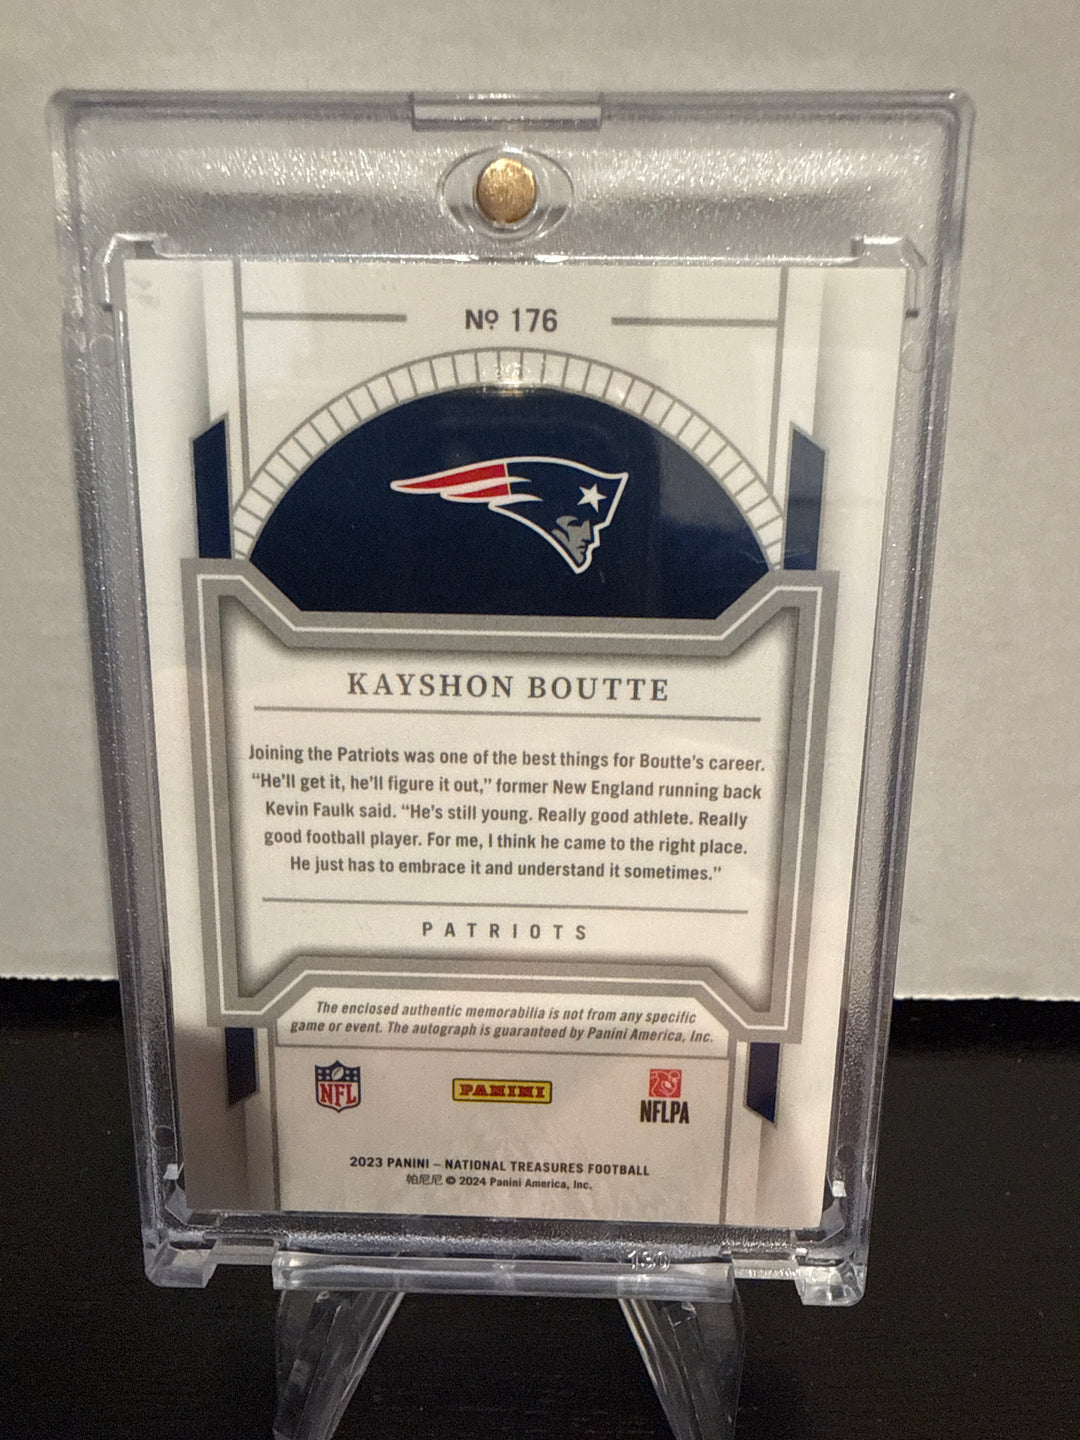 Nº 176
KAYSHON BOUTTE
Joining the Patriots was one of the best things for Boutte's career.
“He'll get it, he'll figure it out,” former New England running back
Kevin Faulk said. “He's still young. Really good athlete. Really
good football player. For me, I think he came to the right place.
He just has to embrace it and understand it sometimes.”
PATRIOTS
The enclosed authentic memorabilia is not from any specific
game or event. The autograph is guaranteed by Panini America, Inc.
NFL
PANINI
NFLPA
2023 PANINI – NATIONAL TREASURES FOOTBALL
帕尼尼 © 2024 Panini America, Inc.
130